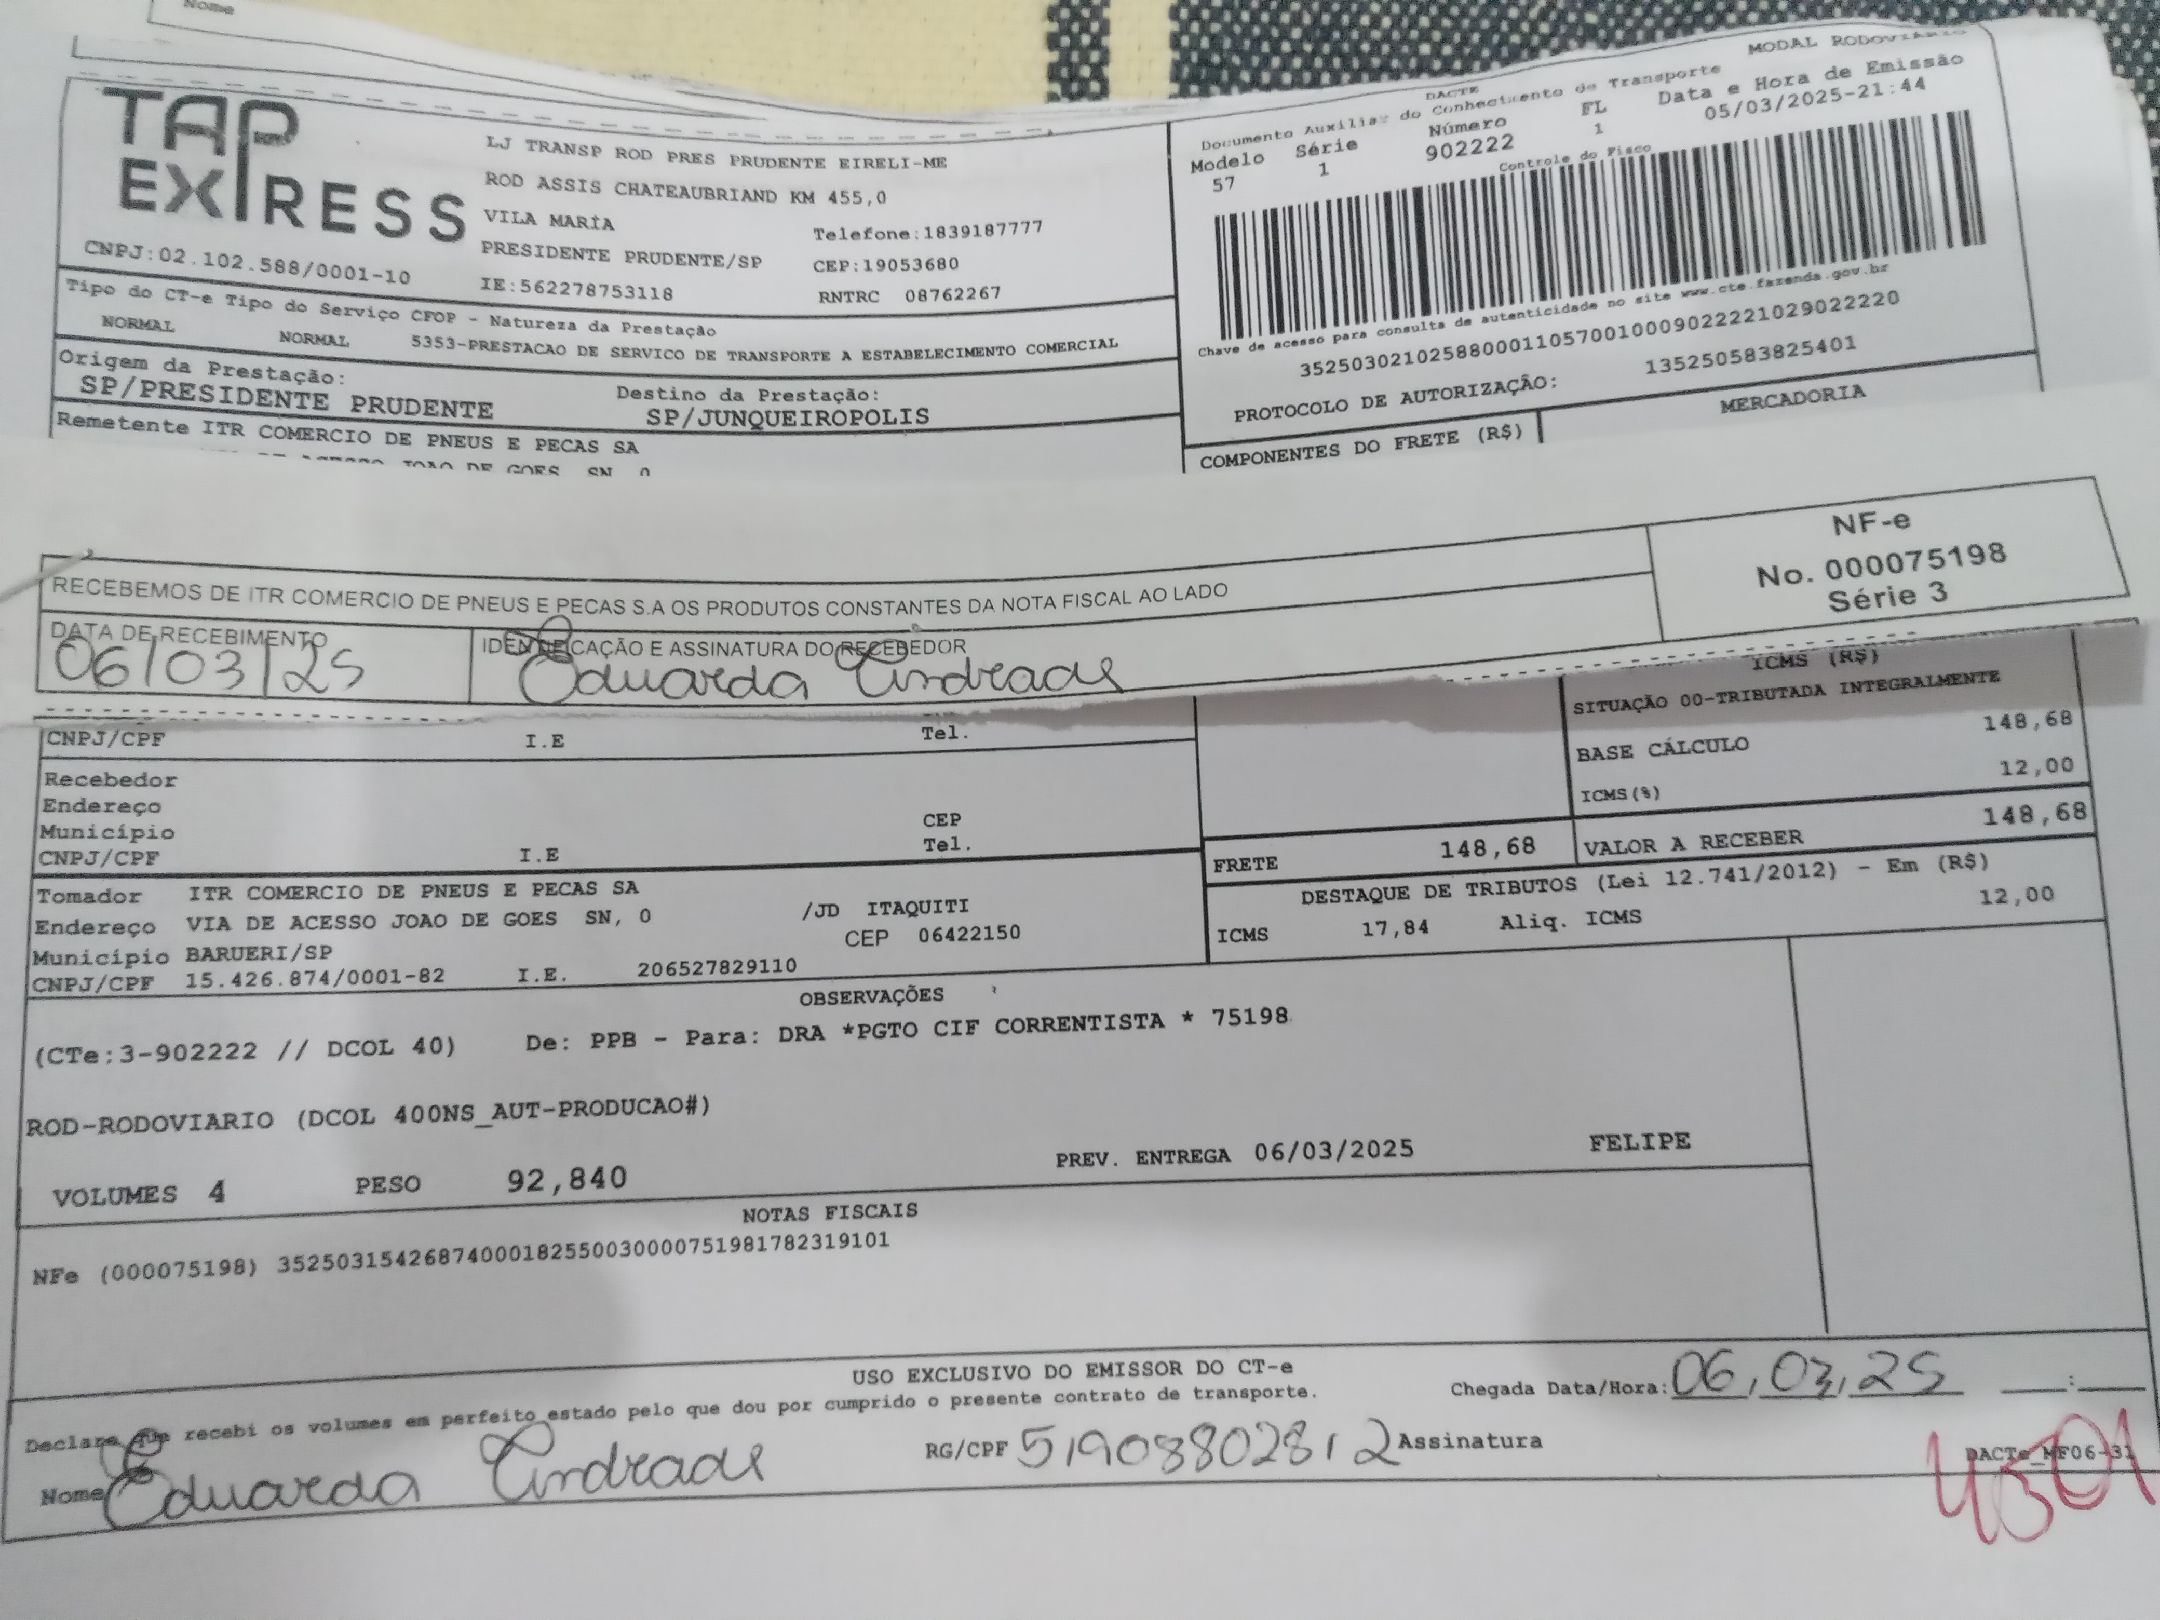 Nome
TAP EXPRESS
LJ TRANSP ROD PRES PRUDENTE EIRELI-ME
ROD ASSIS CHATEAUBRIAND KM 455,0
VILA MARIA Telefone:1839187777
PRESIDENTE PRUDENTE/SP CEP:19053680
CNPJ:02.102.588/0001-10 IE:562278753118 RNTRC 08762267
MODAL RODOVIÁRIO
DACTE
Documento Auxiliar do Conhecimento de Transporte
Modelo Série Número FL Data e Hora de Emissão
57 1 902222 1 05/03/2025-21:44
Controle do Fisco
Chave de acesso para consulta de autenticidade no site www.cte.fazenda.gov.br
35250302102588000110570010009022221029022220
PROTOCOLO DE AUTORIZAÇÃO: 135250583825401
Tipo do CT-e Tipo do Serviço CFOP - Natureza da Prestação
NORMAL NORMAL 5353-PRESTACAO DE SERVICO DE TRANSPORTE A ESTABELECIMENTO COMERCIAL
Origem da Prestação: Destino da Prestação:
SP/PRESIDENTE PRUDENTE SP/JUNQUEIROPOLIS
Remetente ITR COMERCIO DE PNEUS E PECAS SA
ACESSO JOAO DE GOES SN, 0
COMPONENTES DO FRETE (R$) MERCADORIA
RECEBEMOS DE ITR COMERCIO DE PNEUS E PECAS S.A OS PRODUTOS CONSTANTES DA NOTA FISCAL AO LADO
NF-e
No. 000075198
Série 3
DATA DE RECEBIMENTO IDENTIFICAÇÃO E ASSINATURA DO RECEBEDOR
06/03/25 Eduarda Andrade
ICMS (R$)
SITUAÇÃO 00-TRIBUTADA INTEGRALMENTE
BASE CÁLCULO 148,68
ICMS(%) 12,00
CNPJ/CPF I.E Tel.
Recebedor
Endereço
Município CEP
CNPJ/CPF I.E Tel.
FRETE 148,68 VALOR A RECEBER 148,68
DESTAQUE DE TRIBUTOS (Lei 12.741/2012) - Em (R$)
ICMS 17,84 Aliq. ICMS 12,00
Tomador ITR COMERCIO DE PNEUS E PECAS SA
Endereço VIA DE ACESSO JOAO DE GOES SN, 0 /JD ITAQUITI
Município BARUERI/SP CEP 06422150
CNPJ/CPF 15.426.874/0001-82 I.E. 206527829110
OBSERVAÇÕES
(CTe:3-902222 // DCOL 40) De: PPB - Para: DRA *PGTO CIF CORRENTISTA * 75198
ROD-RODOVIARIO (DCOL 400NS_AUT-PRODUCAO#)
VOLUMES 4 PESO 92,840 PREV. ENTREGA 06/03/2025 FELIPE
NOTAS FISCAIS
NFe (000075198) 35250315426874000182550030000751981782319101
USO EXCLUSIVO DO EMISSOR DO CT-e
Declaro que recebi os volumes em perfeito estado pelo que dou por cumprido o presente contrato de transporte. Chegada Data/Hora: 06,03,25 :
Nome Eduarda Andrade RG/CPF 51908802812 Assinatura
DACTe_MF06-31